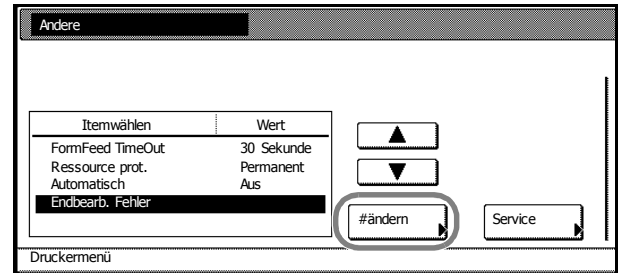 Andere
Itemwählen Wert
FormFeed TimeOut 30 Sekunde
Ressource prot. Permanent
Automatisch Aus
Endbearb. Fehler
#ändern Service
Druckermenü